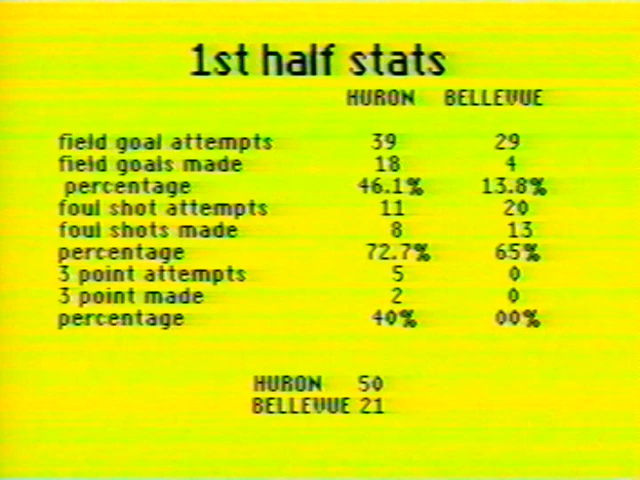 1st half stats
HURON BELLEVUE
field goal attempts 39 29
field goals made 18 4
percentage 46.1% 13.8%
foul shot attempts 11 20
foul shots made 8 13
percentage 72.7% 65%
3 point attempts 5 0
3 point made 2 0
percentage 40% 00%
HURON 50
BELLEVUE 21